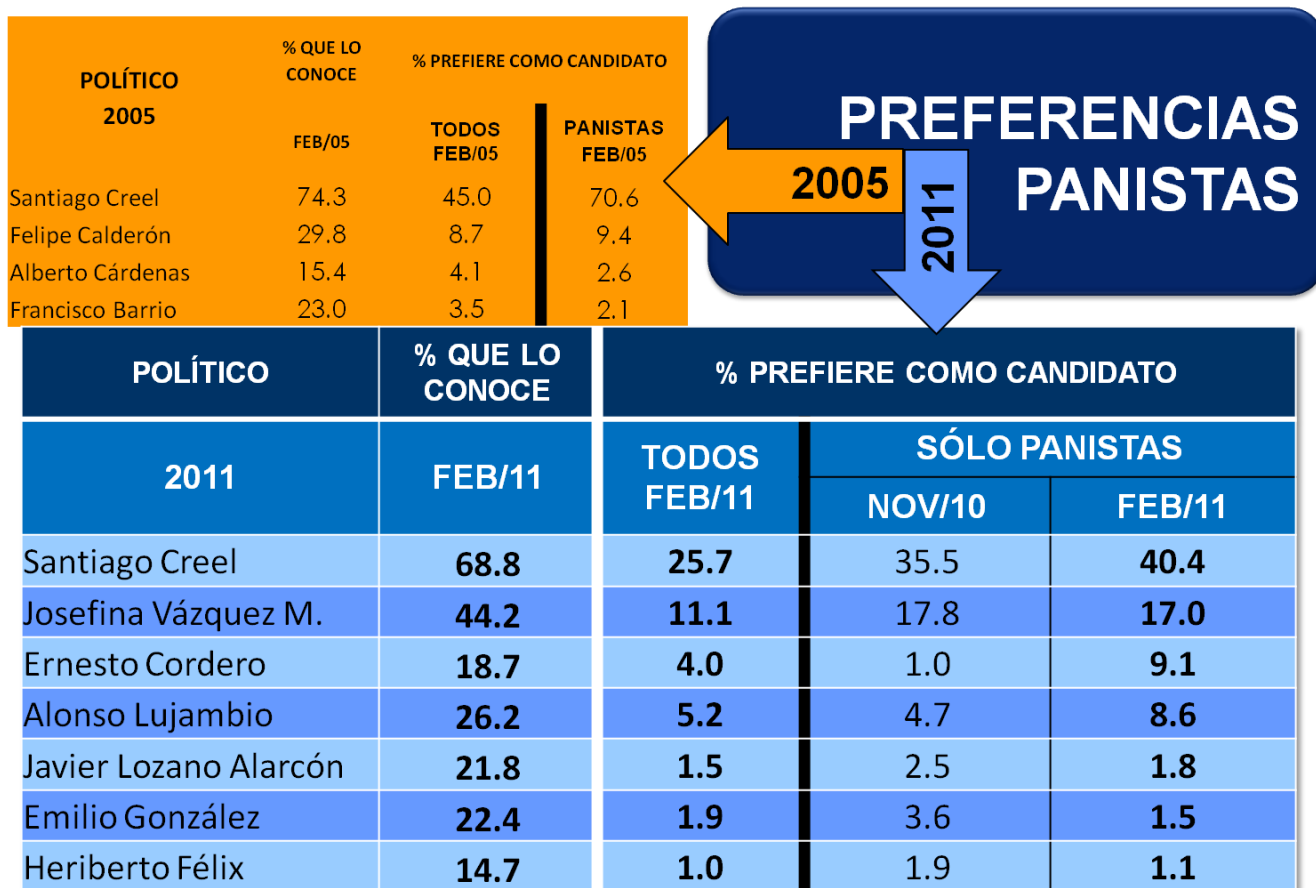 POLÍTICO
2005
% QUE LO
CONOCE
% PREFIERE COMO CANDIDATO
FEB/05
TODOS
FEB/05
PANISTAS
FEB/05
Santiago Creel 74.3 45.0 70.6
Felipe Calderón 29.8 8.7 9.4
Alberto Cárdenas 15.4 4.1 2.6
Francisco Barrio 23.0 3.5 2.1
PREFERENCIAS
PANISTAS
2005
2011
POLÍTICO
% QUE LO
CONOCE
% PREFIERE COMO CANDIDATO
2011
FEB/11
TODOS
FEB/11
SÓLO PANISTAS
NOV/10 FEB/11
Santiago Creel 68.8 25.7 35.5 40.4
Josefina Vázquez M. 44.2 11.1 17.8 17.0
Ernesto Cordero 18.7 4.0 1.0 9.1
Alonso Lujambio 26.2 5.2 4.7 8.6
Javier Lozano Alarcón 21.8 1.5 2.5 1.8
Emilio González 22.4 1.9 3.6 1.5
Heriberto Félix 14.7 1.0 1.9 1.1